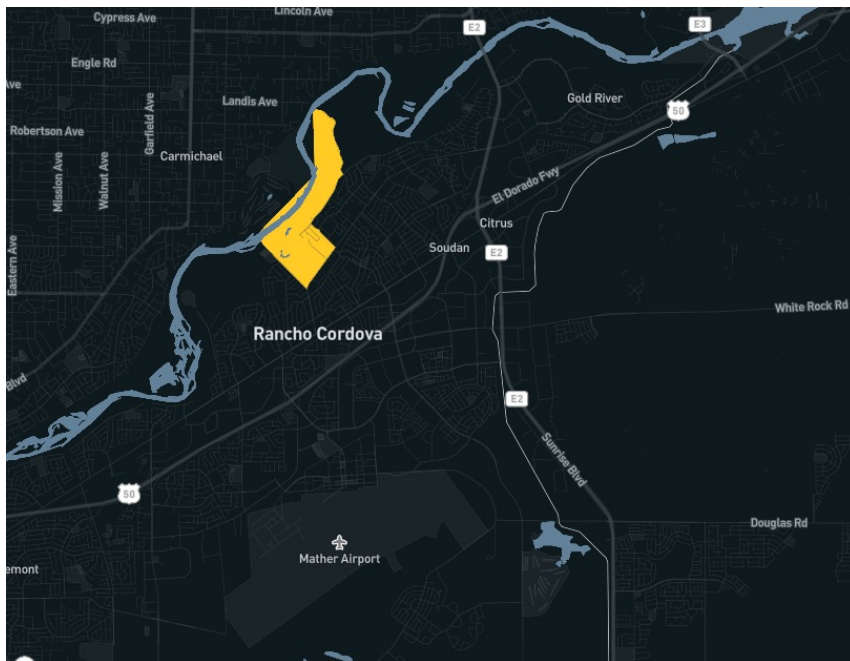 Cypress Ave
Lincoln Ave
E2
E3
Engle Rd
Ave
Landis Ave
Gold River
50
Robertson Ave
Garfield Ave
Carmichael
Mission Ave
Walnut Ave
El Dorado Fwy
Citrus
Eastern Ave
Soudan
E2
White Rock Rd
Rancho Cordova
Blvd
E2
Sunrise Blvd
50
Douglas Rd
Mather Airport
emont